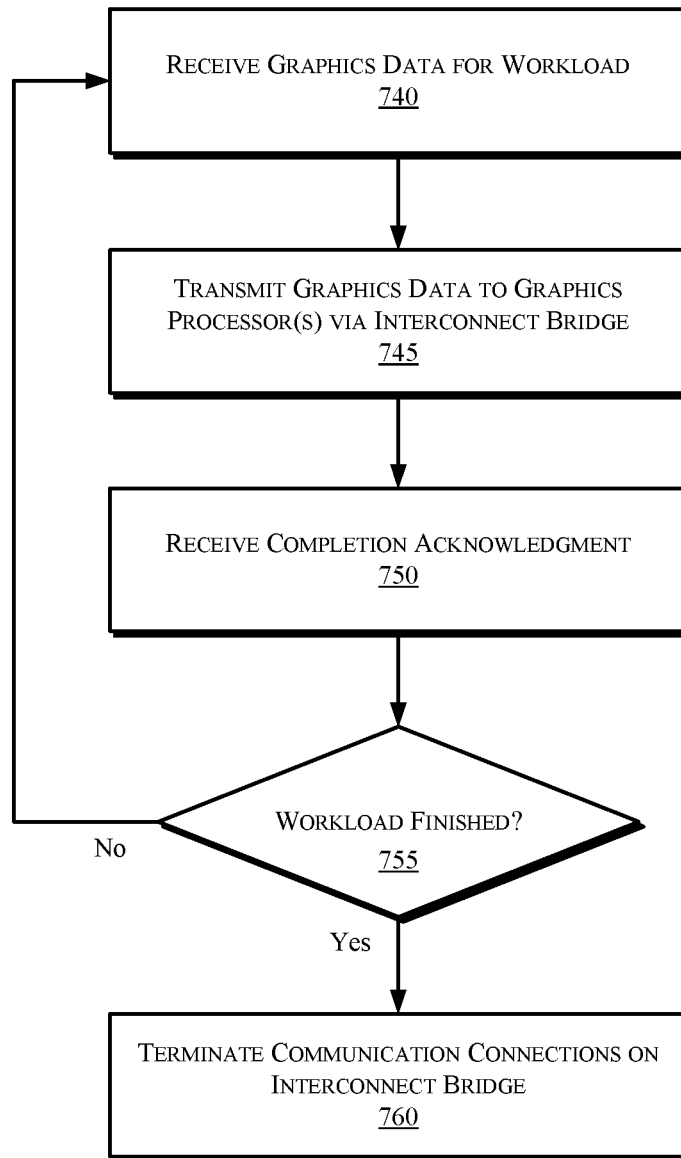 RECEIVE GRAPHICS DATA FOR WORKLOAD
740
TRANSMIT GRAPHICS DATA TO GRAPHICS
PROCESSOR(S) VIA INTERCONNECT BRIDGE
745
RECEIVE COMPLETION ACKNOWLEDGMENT
750
WORKLOAD FINISHED?
755
No
Yes
TERMINATE COMMUNICATION CONNECTIONS ON
INTERCONNECT BRIDGE
760